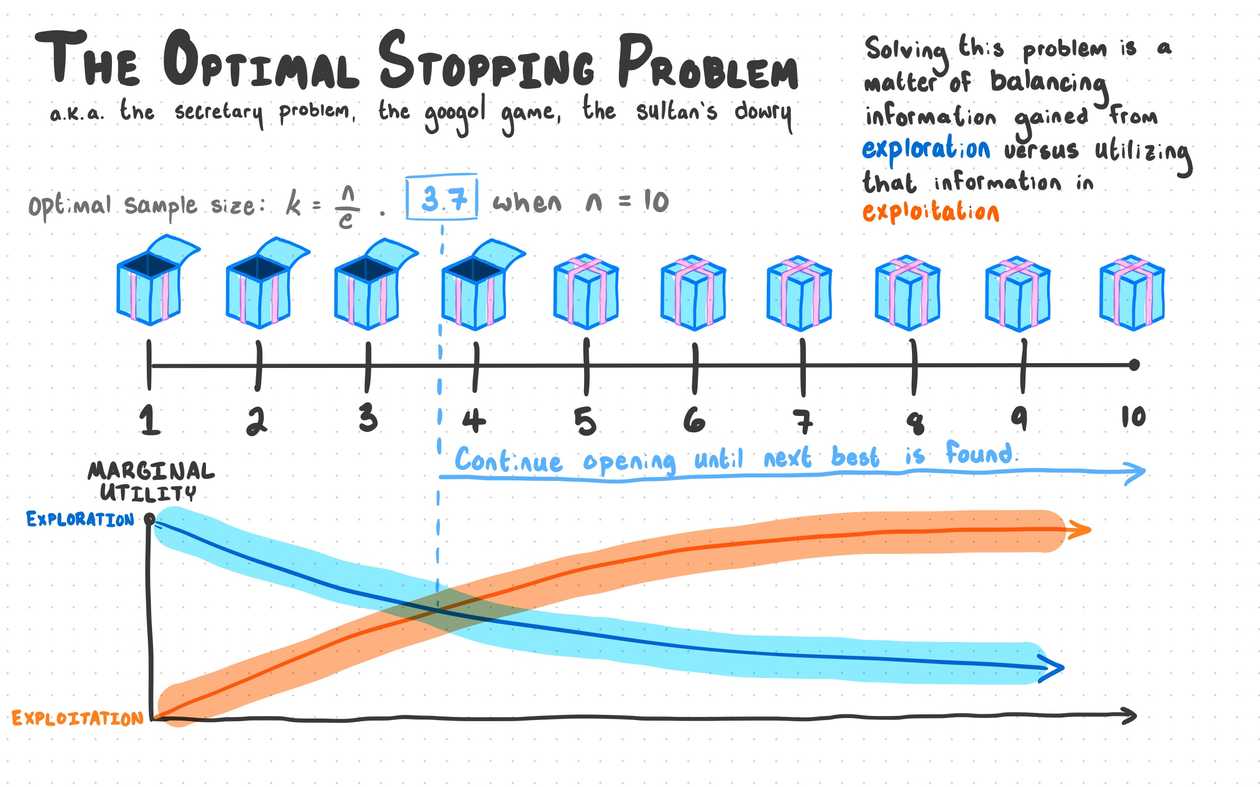 THE OPTIMAL STOPPING PROBLEM
a.k.a. the secretary problem, the googol game, the sultan's dowry
Solving this problem is a
matter of balancing
information gained from
exploration versus utilizing
that information in
exploitation
optimal sample size: k = n/e . 3.7 when n = 10
1 2 3 4 5 6 7 8 9 10
Continue opening until next best is found.
MARGINAL
UTILITY
EXPLORATION
EXPLOITATION